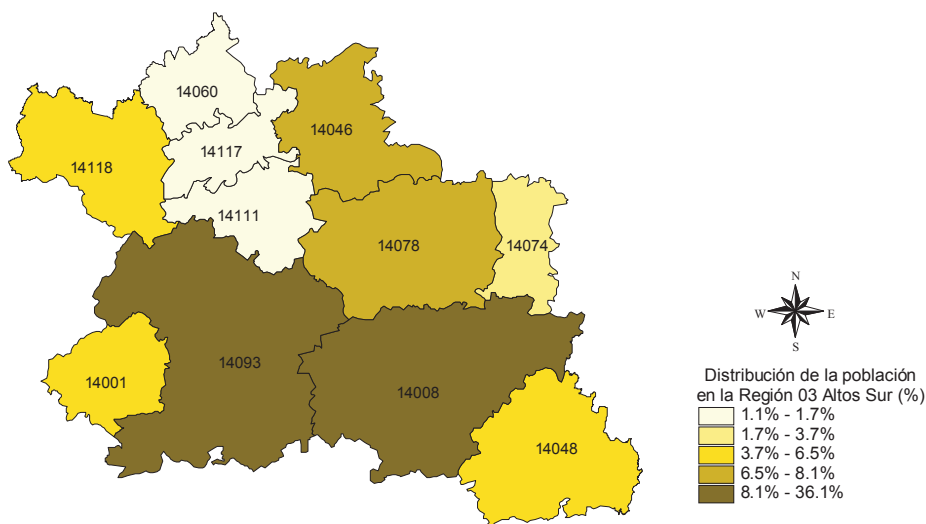 14060
14046
14117
14118
14111
14078
14074
14093
14001
14008
14048
N
W E
S
Distribución de la población
en la Región 03 Altos Sur (%)
1.1% - 1.7%
1.7% - 3.7%
3.7% - 6.5%
6.5% - 8.1%
8.1% - 36.1%